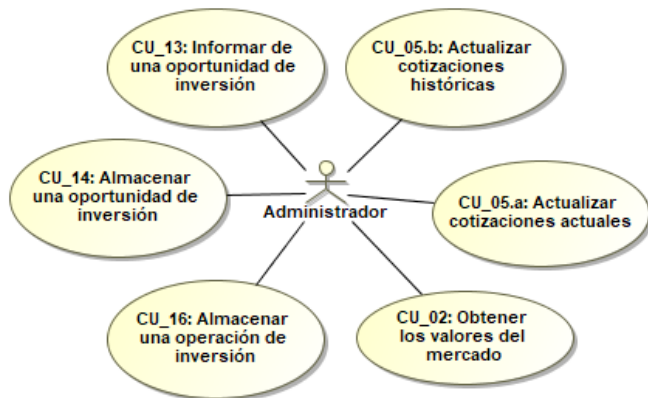 CU_13: Informar de
una oportunidad de
inversión
CU_05.b: Actualizar
cotizaciones
históricas
CU_14: Almacenar
una oportunidad de
inversión
Administrador
CU_05.a: Actualizar
cotizaciones actuales
CU_16: Almacenar
una operación de
inversión
CU_02: Obtener
los valores del
mercado